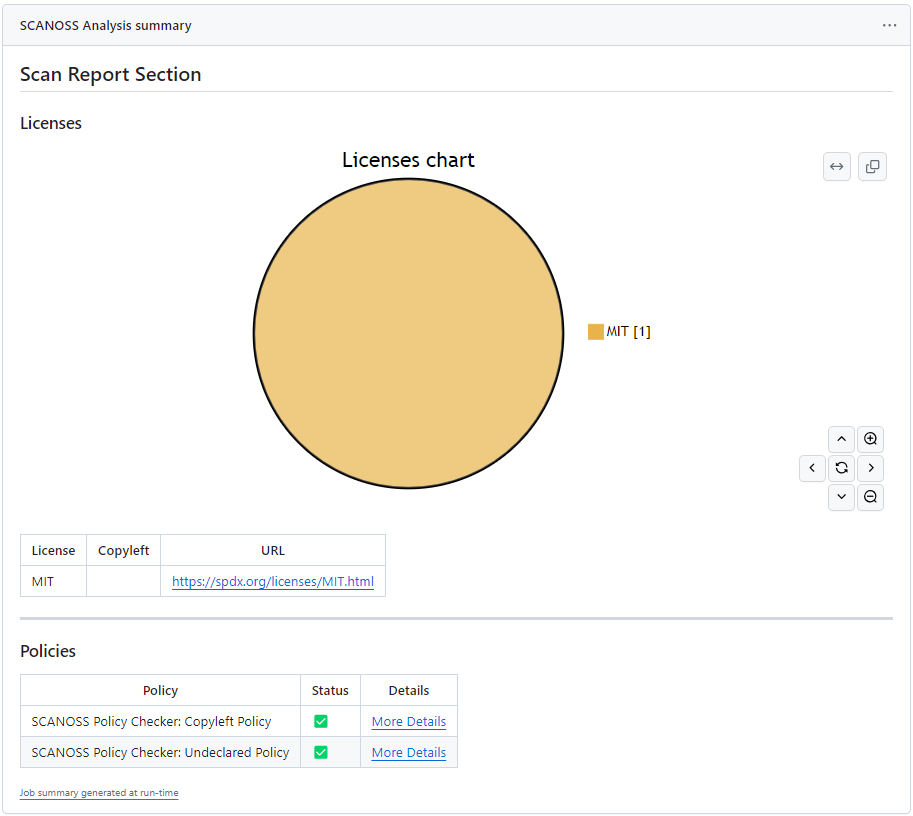 SCANOSS Analysis summary
Scan Report Section
Licenses
Licenses chart
MIT [1]
License Copyleft URL
MIT https://spdx.org/licenses/MIT.html
Policies
Policy Status Details
SCANOSS Policy Checker: Copyleft Policy ✅ More Details
SCANOSS Policy Checker: Undeclared Policy ✅ More Details
Job summary generated at run-time